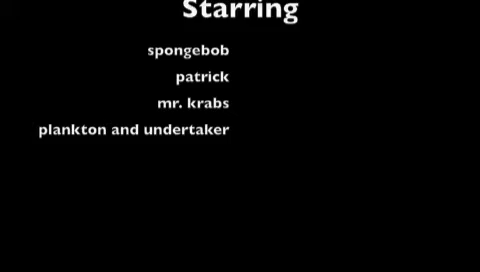 Starring
spongebob
patrick
mr. krabs
plankton and undertaker